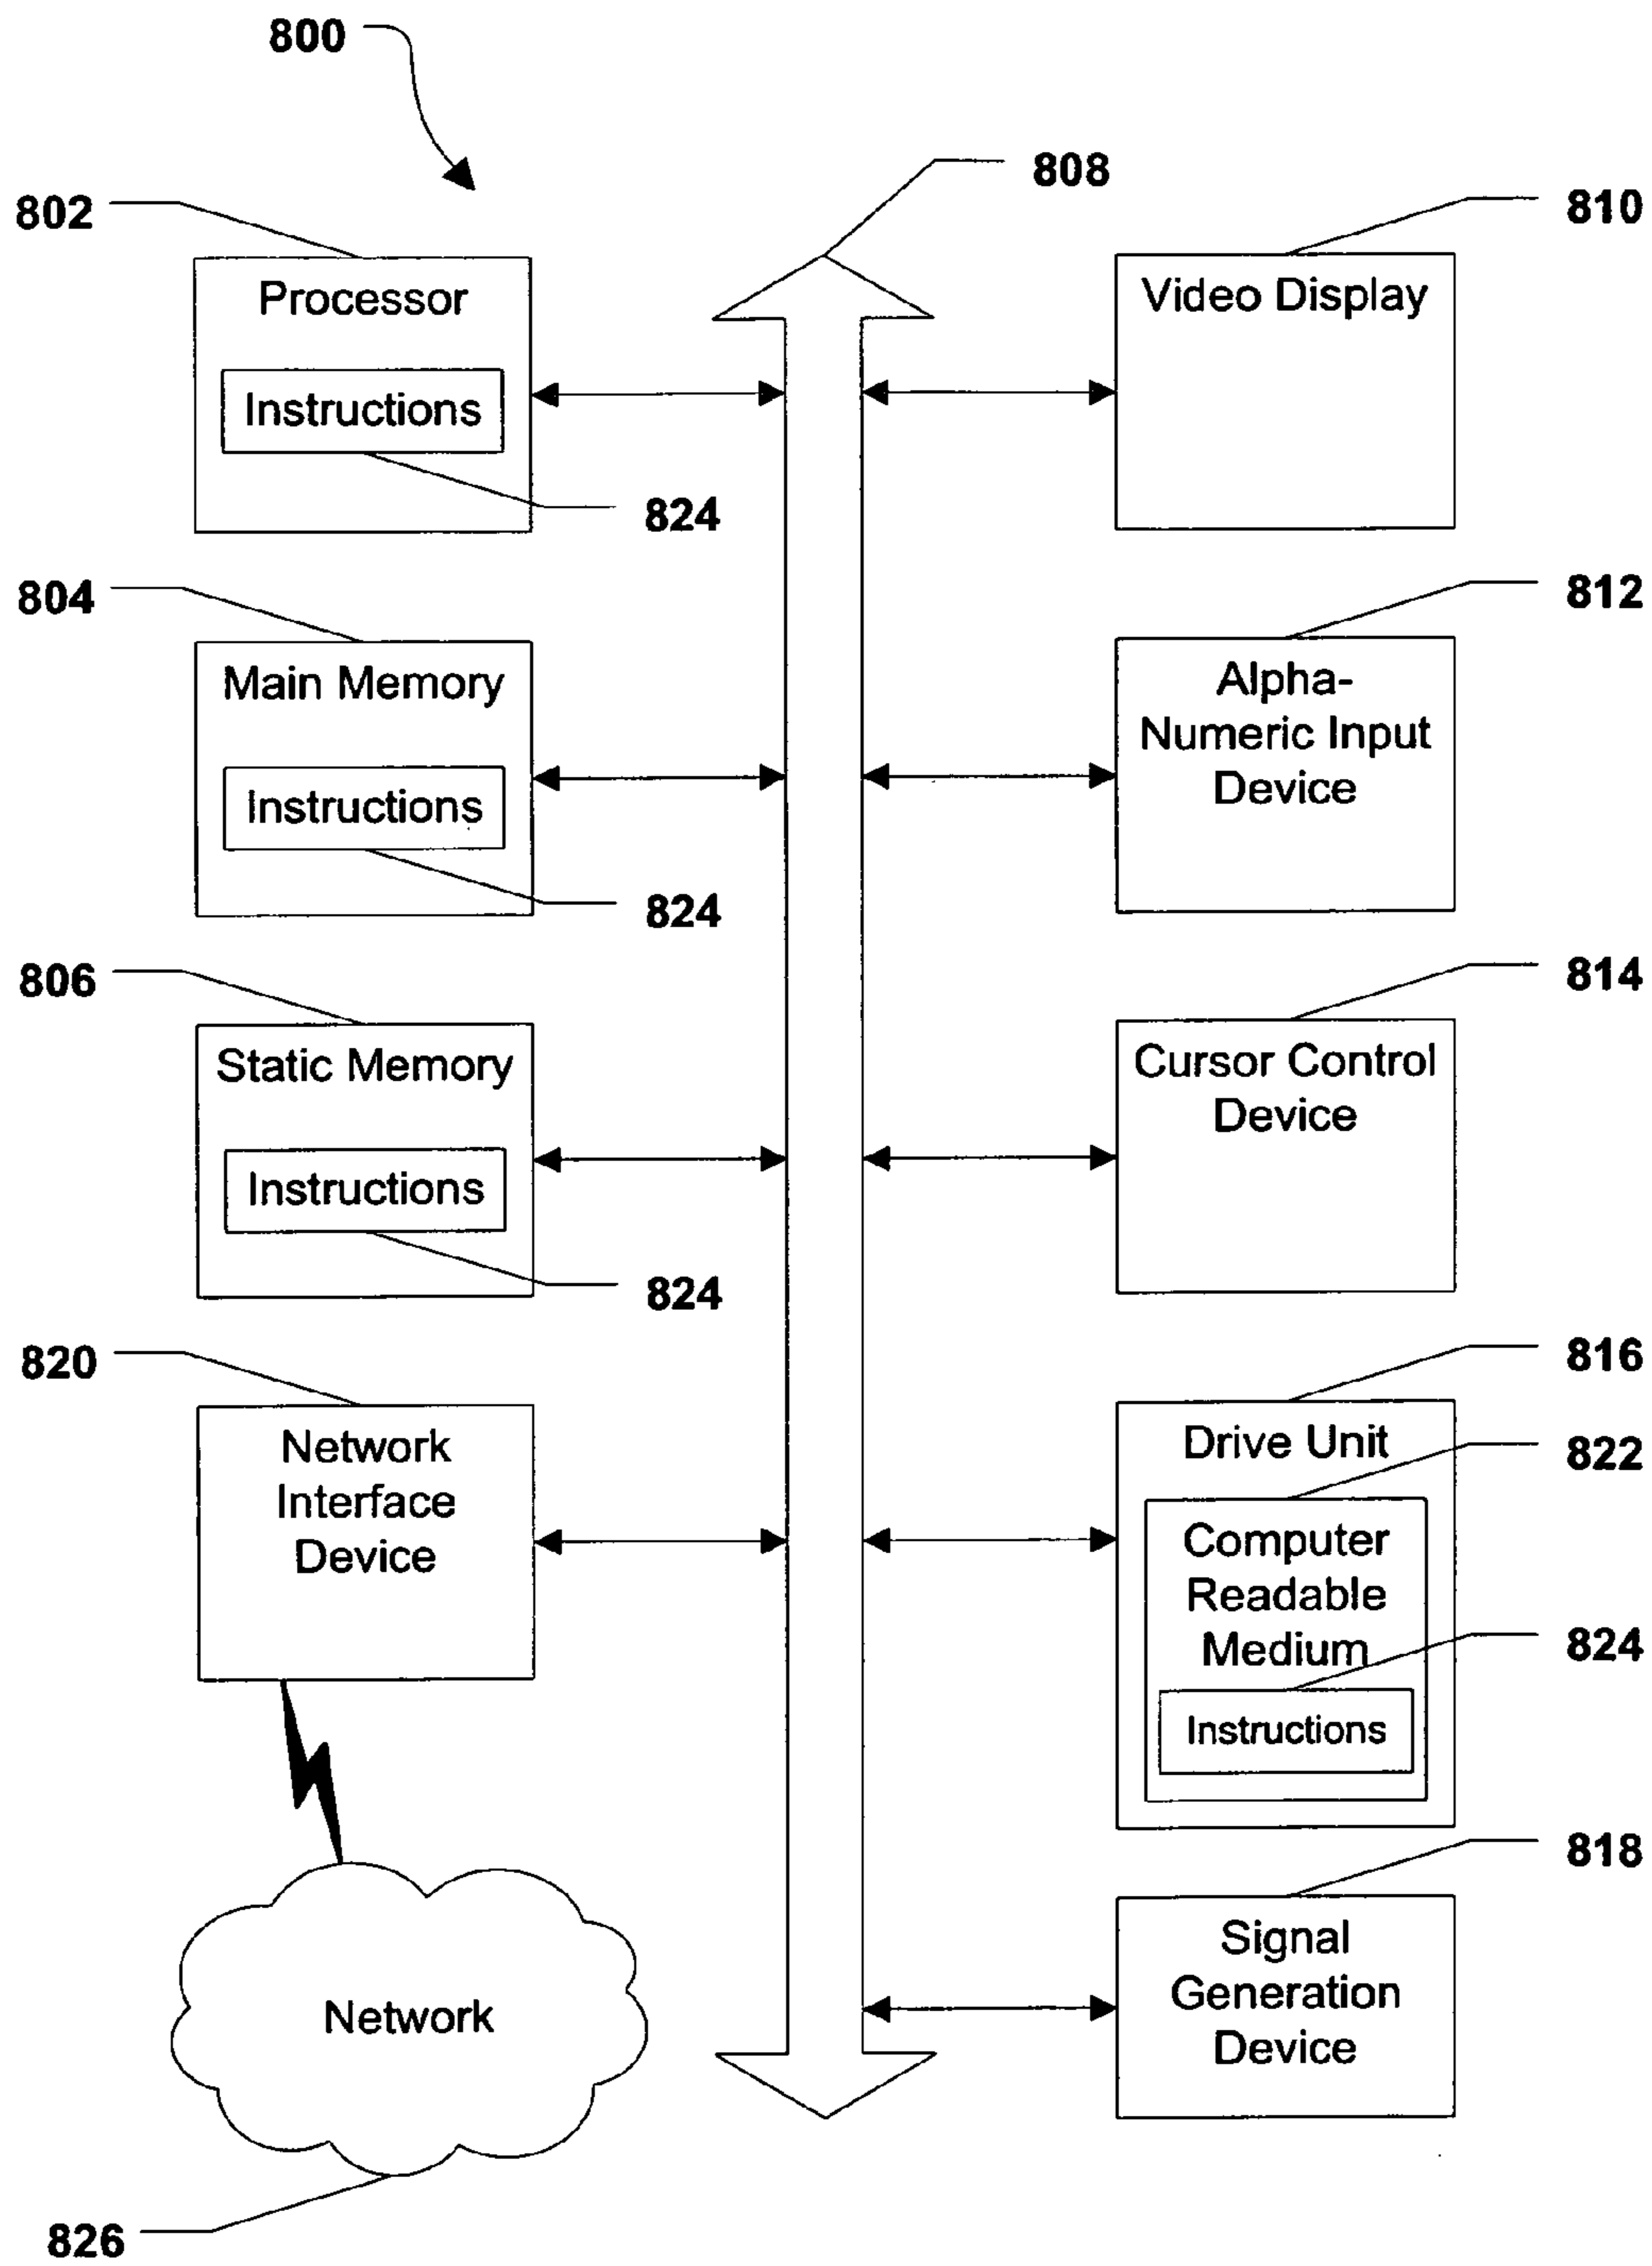 800
808
802
810
Processor
Video Display
Instructions
824
804
812
Main Memory
Alpha-
Numeric Input
Device
Instructions
824
806
814
Static Memory
Cursor Control
Device
Instructions
824
820
816
Network
Interface
Device
Drive Unit
822
Computer
Readable
Medium
824
Instructions
818
Signal
Generation
Device
Network
826